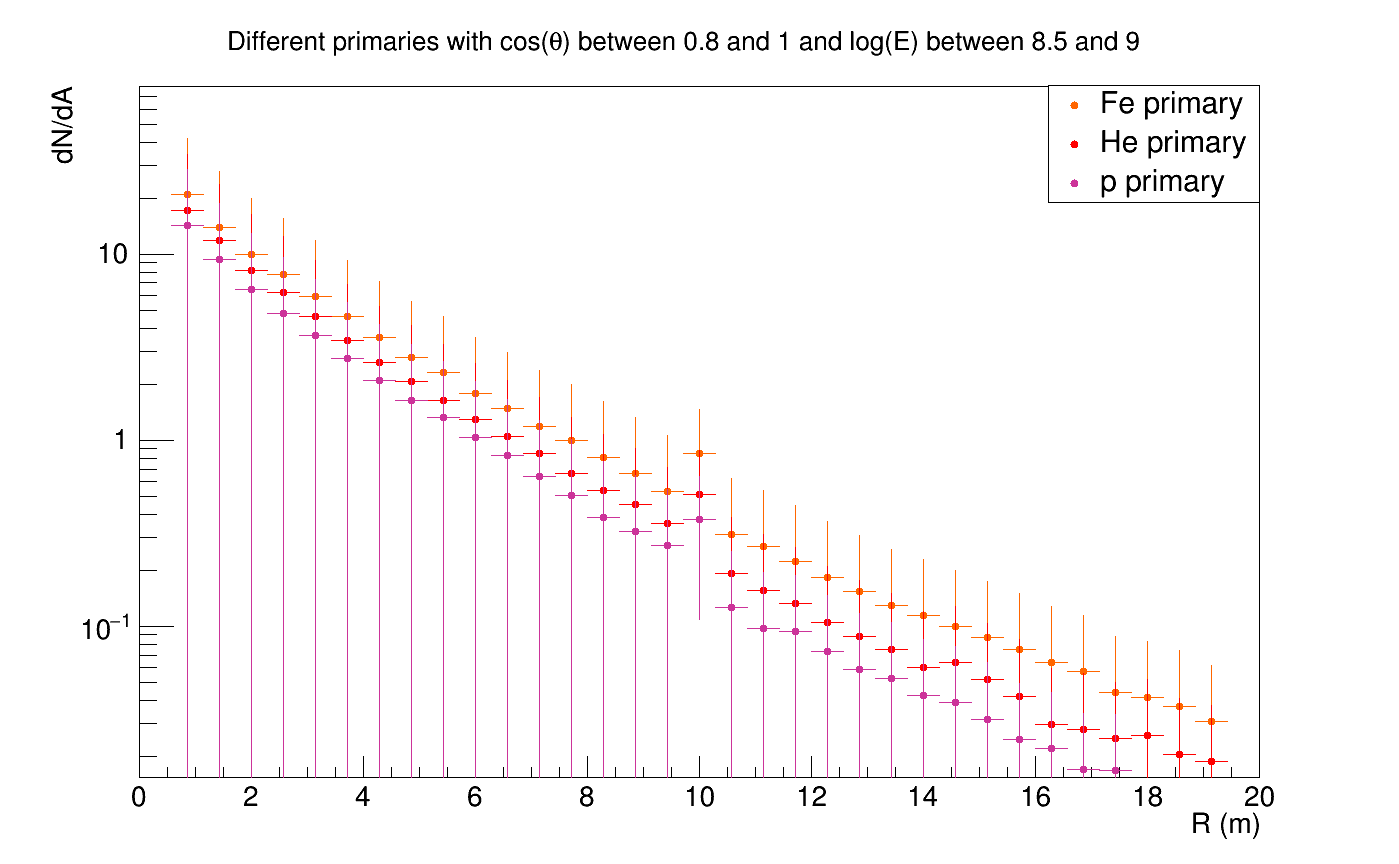 Different primaries with cos(θ) between 0.8 and 1 and log(E) between 8.5 and 9
dN/dA
Fe primary
He primary
p primary
10
1
10⁻¹
0 2 4 6 8 10 12 14 16 18 20
R (m)